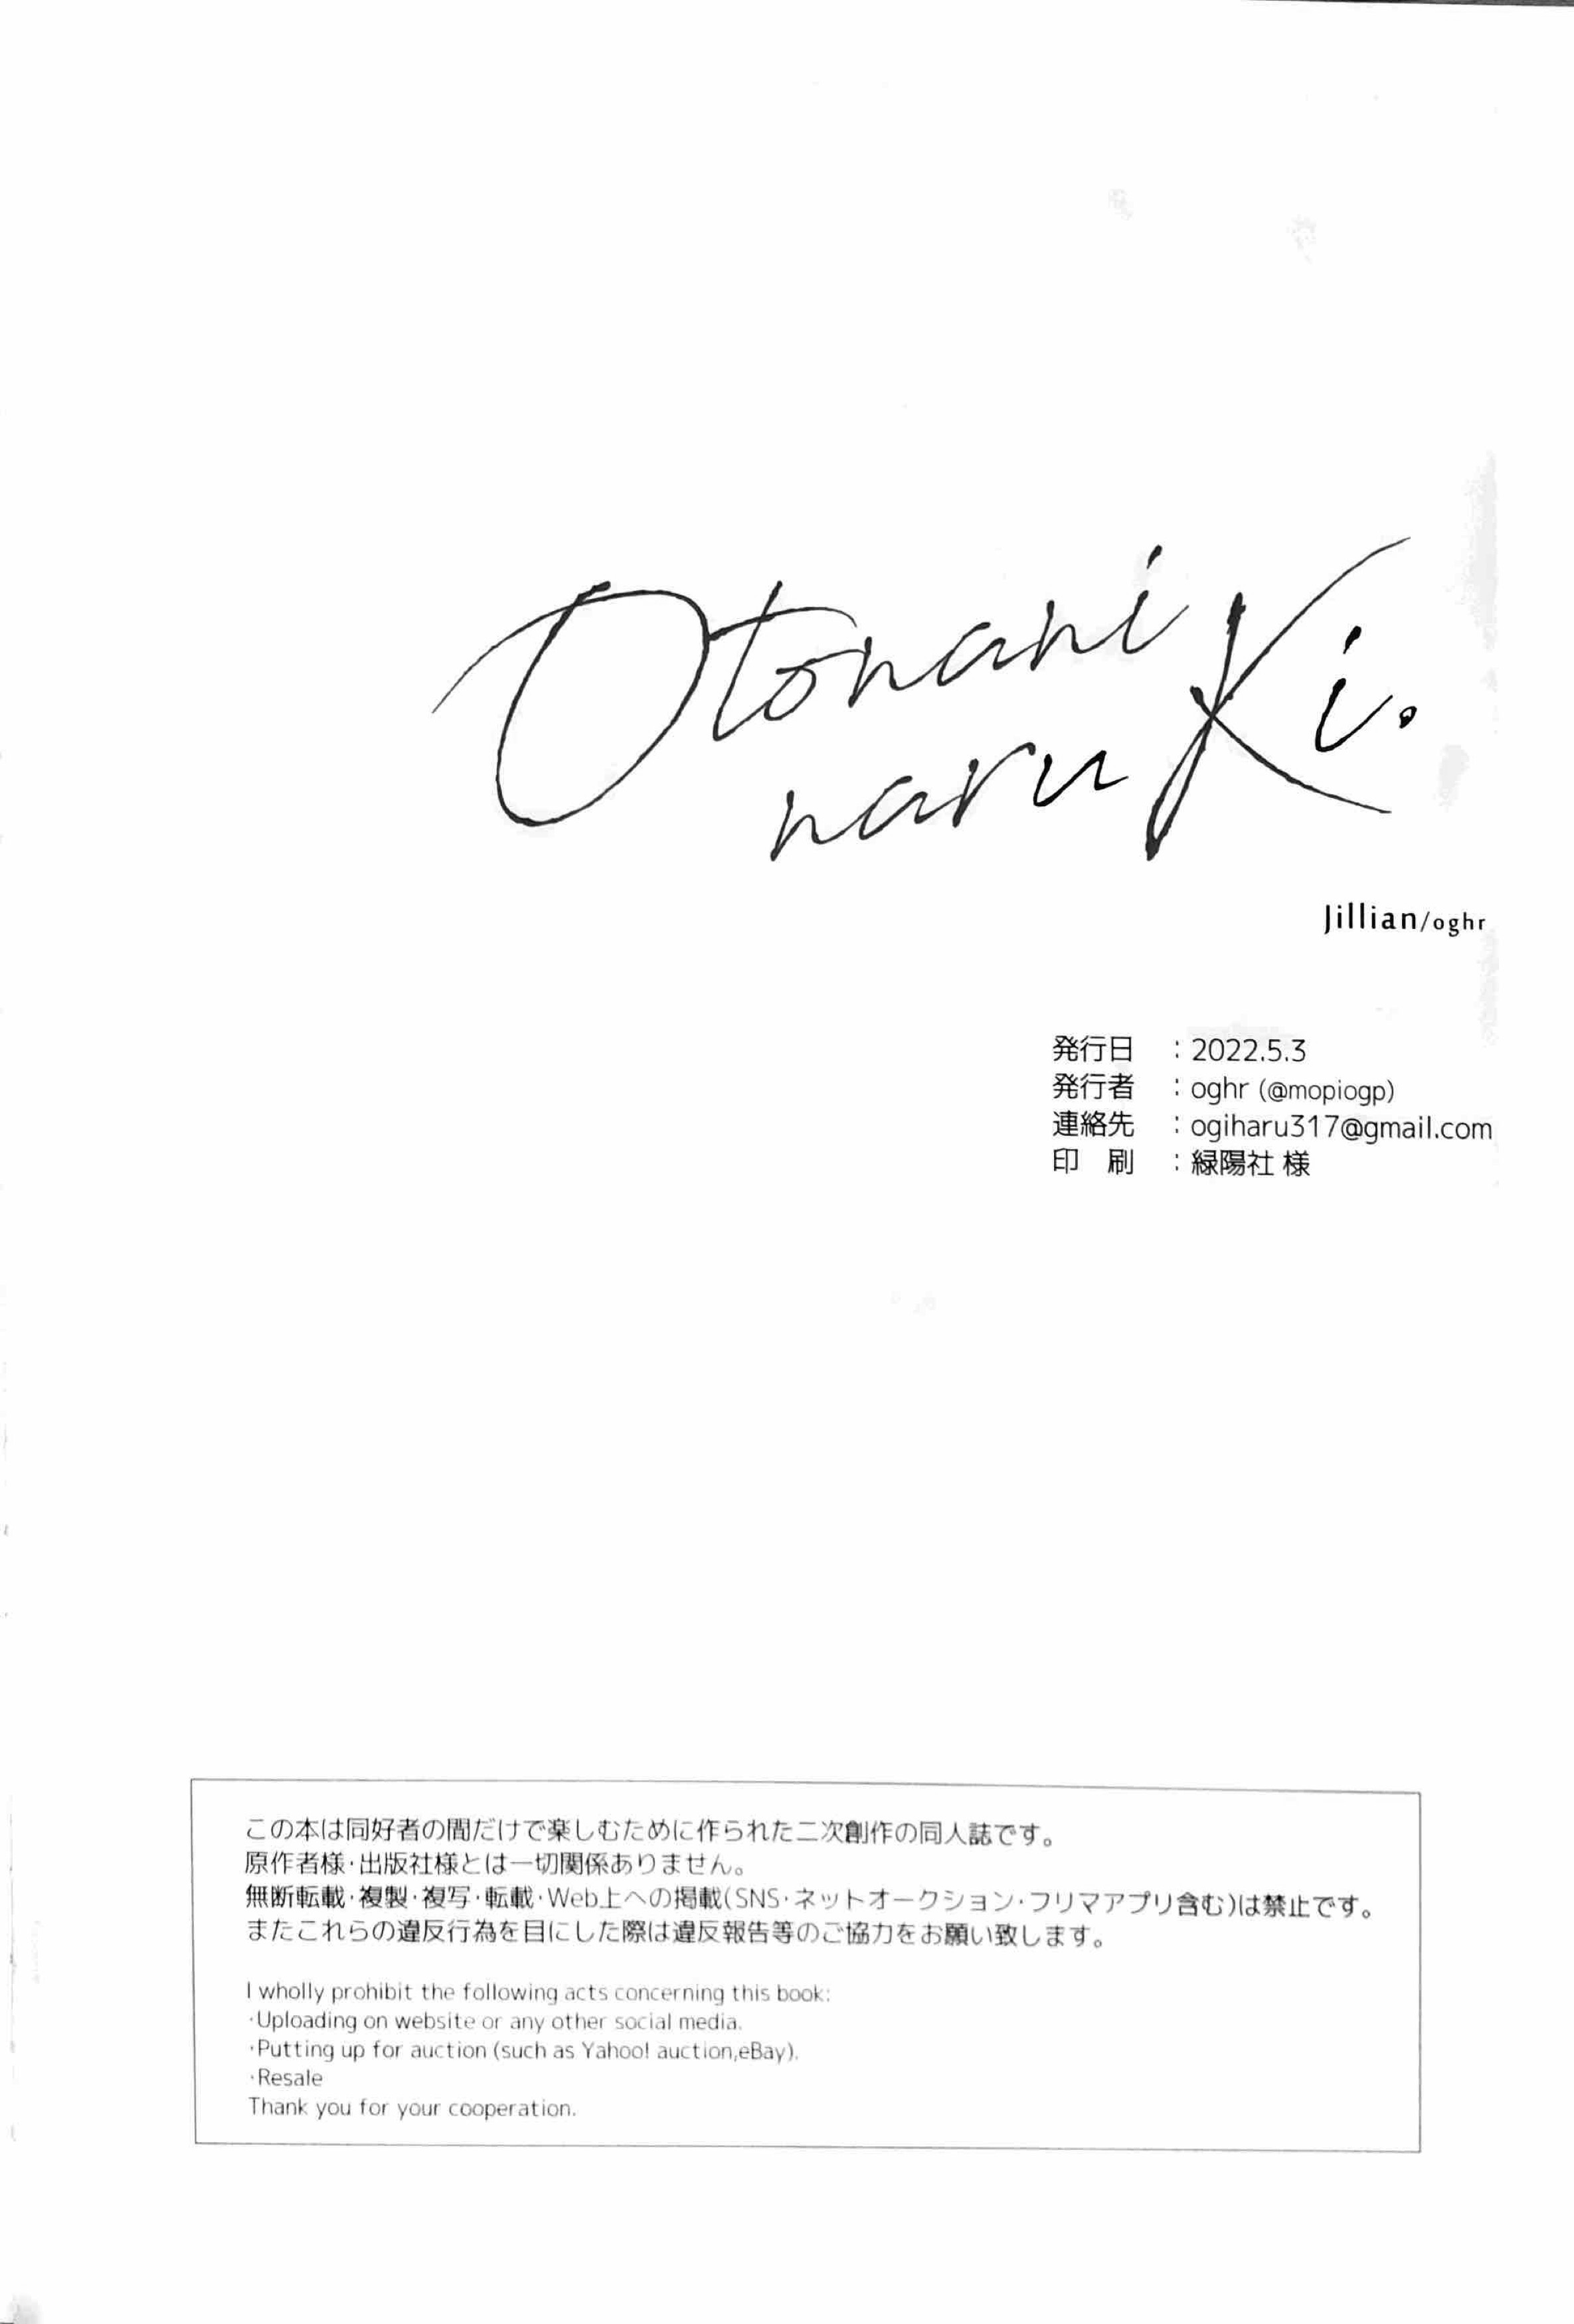 Otonani
naru Ki.
Jillian/oghr
発行日 : 2022.5.3
発行者 : oghr (@mopiogp)
連絡先 : ogiharu317@gmail.com
印 刷 : 緑陽社 様
この本は同好者の間だけで楽しむために作られた二次創作の同人誌です。
原作者様・出版社様とは一切関係ありません。
無断転載・複製・複写・転載・Web上への掲載(SNS・ネットオークション・フリマアプリ含む)は禁止です。
またこれらの違反行為を目にした際は違反報告等のご協力をお願い致します。
I wholly prohibit the following acts concerning this book:
・Uploading on website or any other social media.
・Putting up for auction (such as Yahoo! auction,eBay).
・Resale
Thank you for your cooperation.